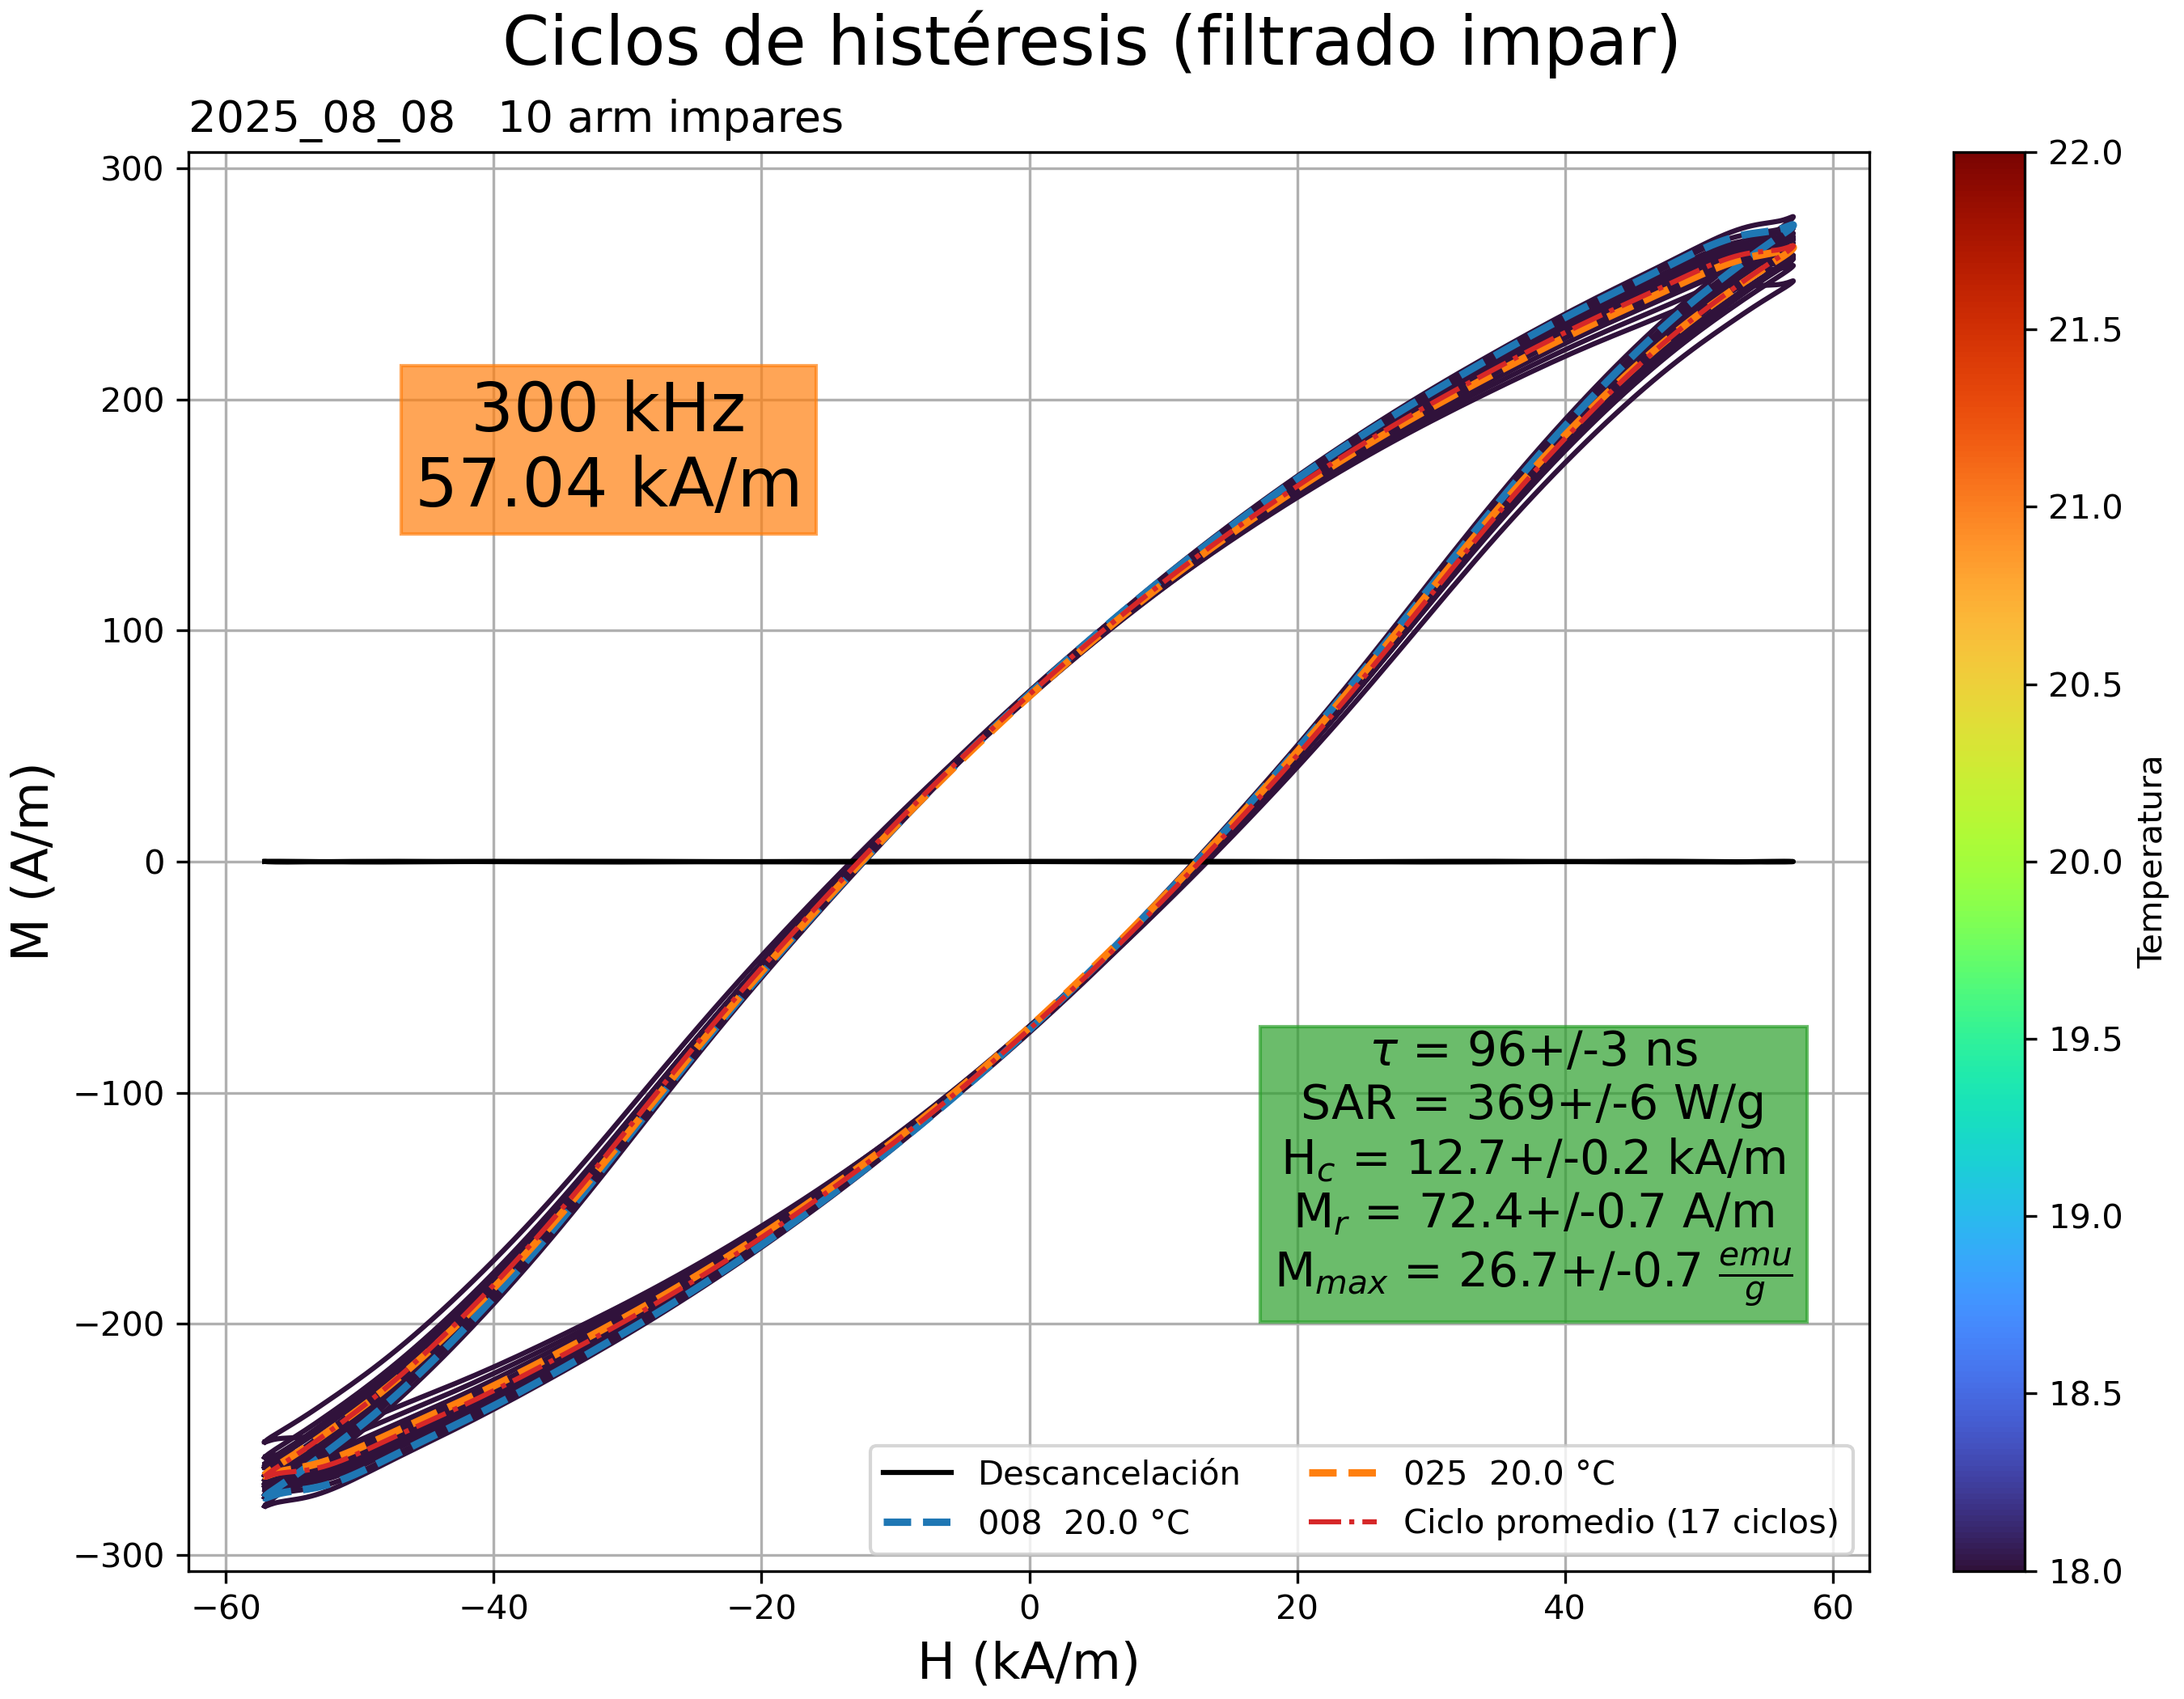 Ciclos de histéresis (filtrado impar)
2025_08_08   10 arm impares
300
200
100
0
−100
−200
−300
M (A/m)
300 kHz
57.04 kA/m
τ = 96+/-3 ns
SAR = 369+/-6 W/g
H_c = 12.7+/-0.2 kA/m
M_r = 72.4+/-0.7 A/m
M_max = 26.7+/-0.7 emu/g
Descancelación
008  20.0 °C
025  20.0 °C
Ciclo promedio (17 ciclos)
−60 −40 −20 0 20 40 60
H (kA/m)
22.0
21.5
21.0
20.5
20.0
19.5
19.0
18.5
18.0
Temperatura